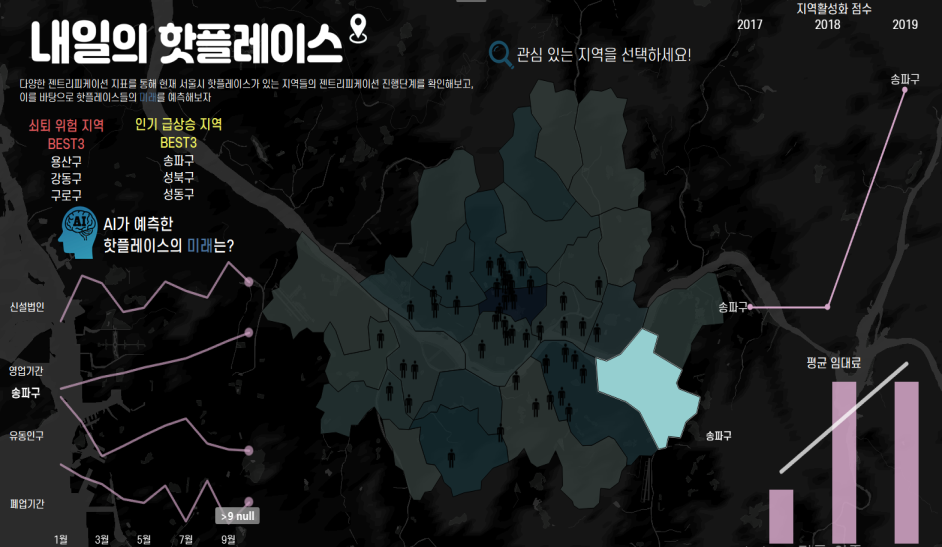 내일의 핫플레이스
다양한 젠트리피케이션 지표를 통해 현재 서울시 핫플레이스가 있는 지역들의 젠트리피케이션 진행단계를 확인해보고,
이를 바탕으로 핫플레이스들의 미래를 예측해보자
쇠퇴 위험 지역
BEST3
용산구
강동구
구로구
인기 급상승 지역
BEST3
송파구
성북구
성동구
AI
AI가 예측한
핫플레이스의 미래는?
신설법인
영업기간
송파구
유동인구
폐업기간
>9 null
1월 3월 5월 7월 9월
관심 있는 지역을 선택하세요!
송파구
지역활성화 점수
2017 2018 2019
송파구
송파구
평균 임대료